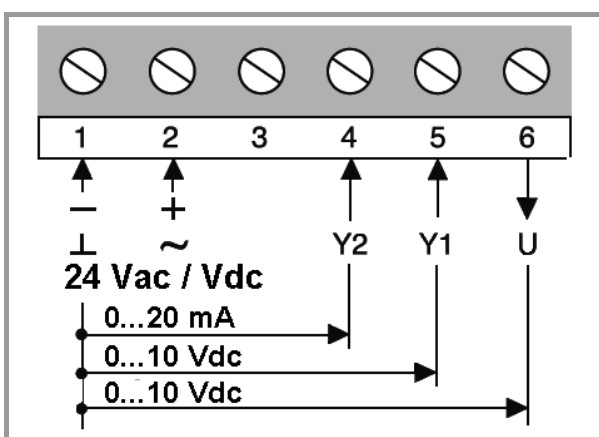 1 2 3 4 5 6
− +
⊥ ~ Y2 Y1 U
24 Vac / Vdc
0...20 mA
0...10 Vdc
0...10 Vdc